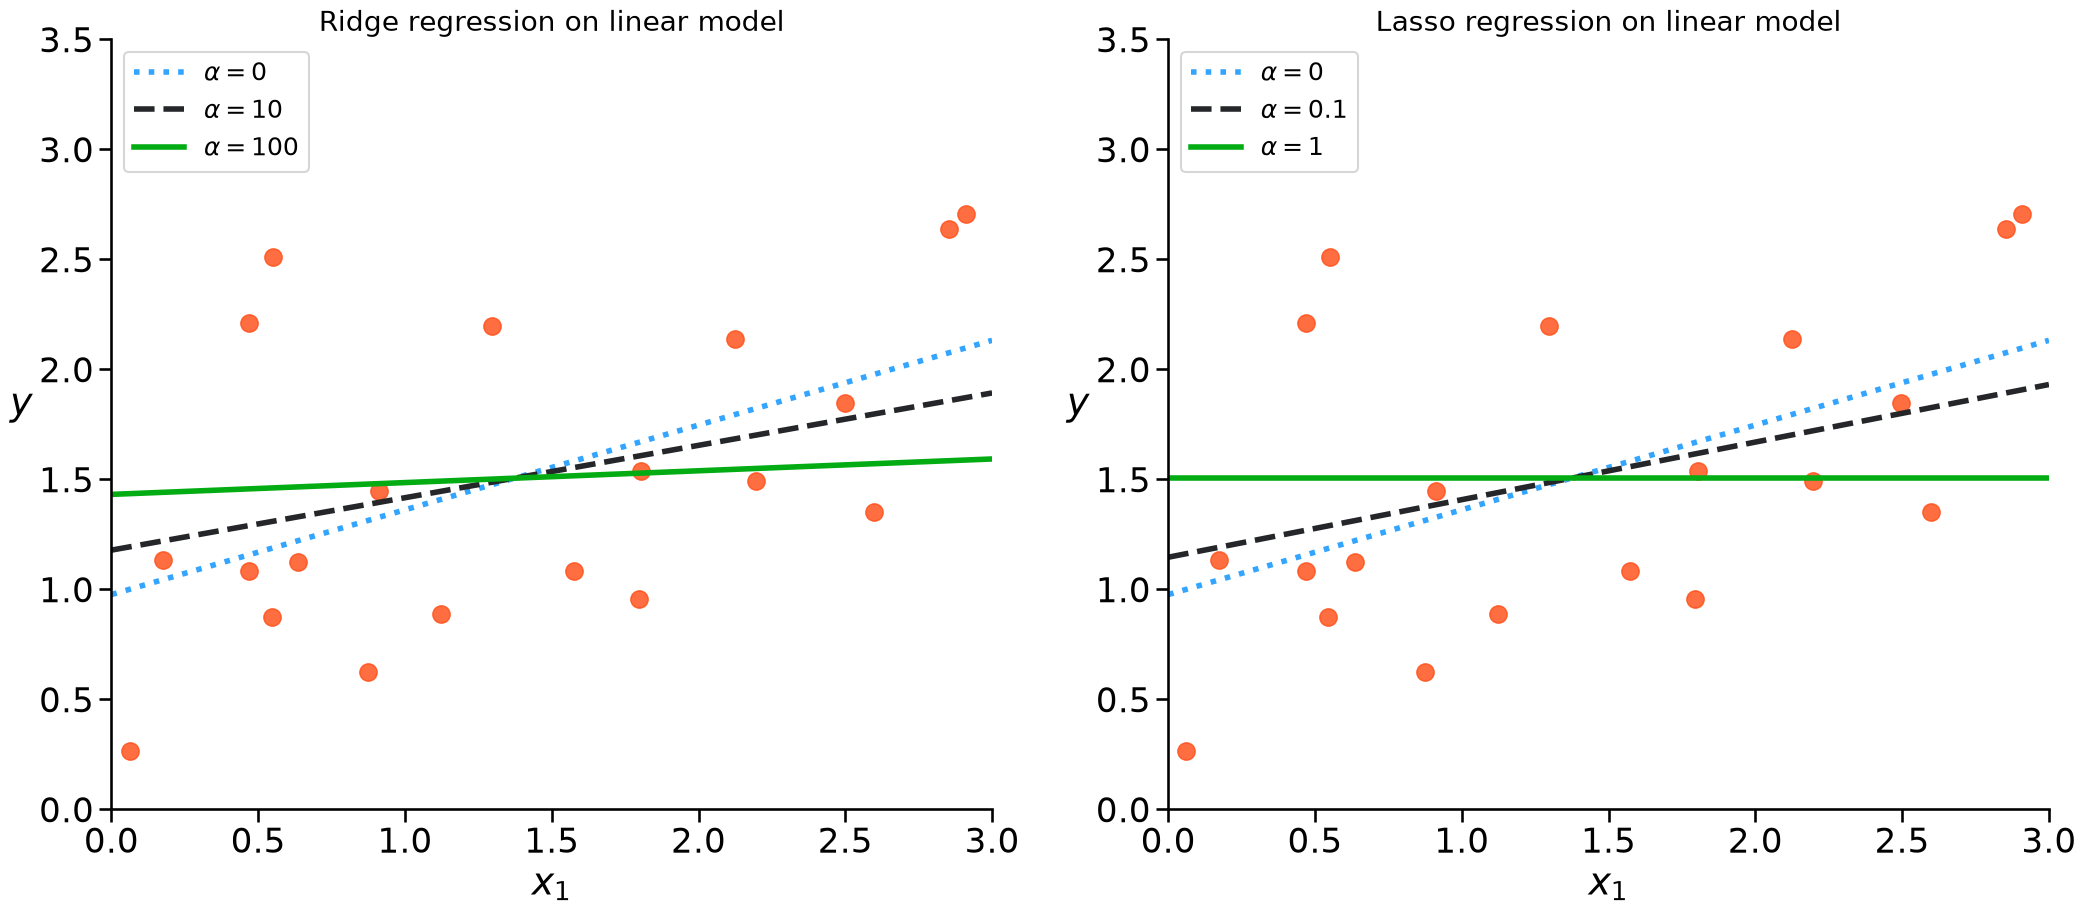 Ridge regression on linear model
3.5
3.0
2.5
2.0
1.5
1.0
0.5
0.0
y
α = 0
α = 10
α = 100
0.0 0.5 1.0 1.5 2.0 2.5 3.0
x₁
Lasso regression on linear model
3.5
3.0
2.5
2.0
1.5
1.0
0.5
0.0
y
α = 0
α = 0.1
α = 1
0.0 0.5 1.0 1.5 2.0 2.5 3.0
x₁